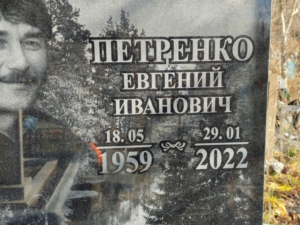 ПЕТРЕНКО
ЕВГЕНИЙ
ИВАНОВИЧ
18.05 29.01
1959 2022